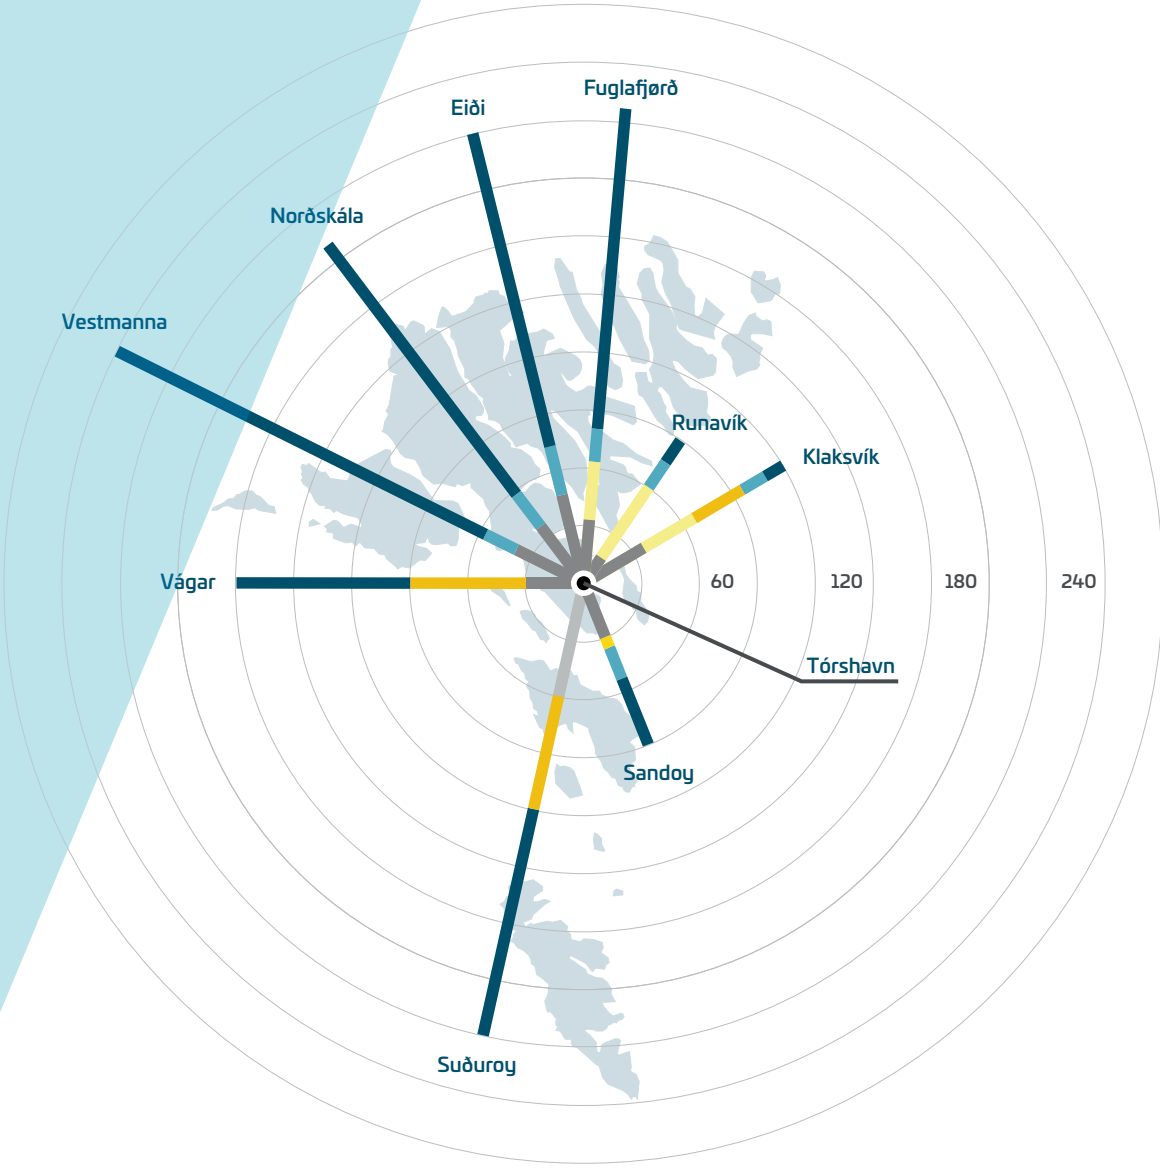 Fuglafjørð
Eiði
Norðskála
Vestmanna
Runavík
Klaksvík
Vágar
60
120
180
240
Tórshavn
Sandoy
Suðuroy